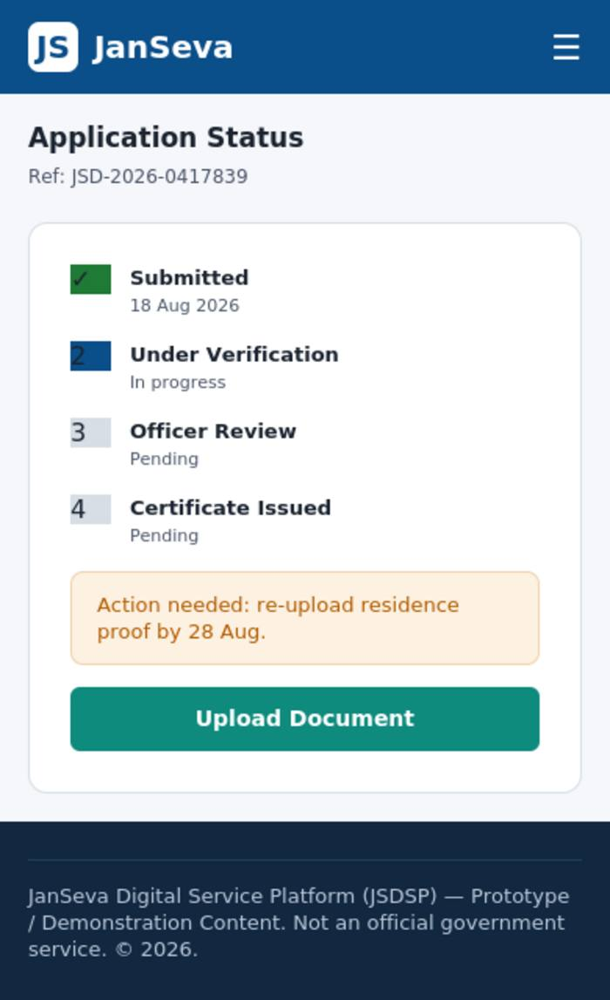 JS JanSeva ☰
Application Status
Ref: JSD-2026-0417839
✓ Submitted
18 Aug 2026
2 Under Verification
In progress
3 Officer Review
Pending
4 Certificate Issued
Pending
Action needed: re-upload residence
proof by 28 Aug.
Upload Document
JanSeva Digital Service Platform (JSDSP) — Prototype
/ Demonstration Content. Not an official government
service. © 2026.